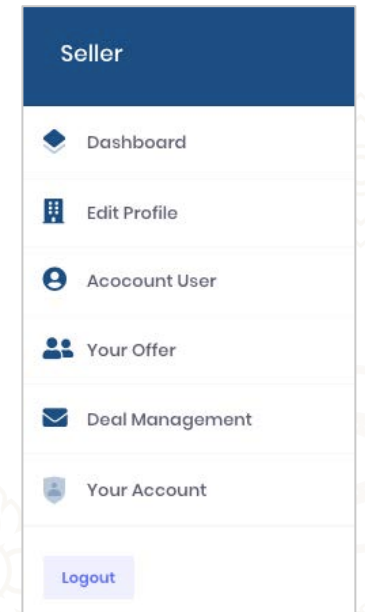 Seller
Dashboard
Edit Profile
Acocount User
Your Offer
Deal Management
Your Account
Logout